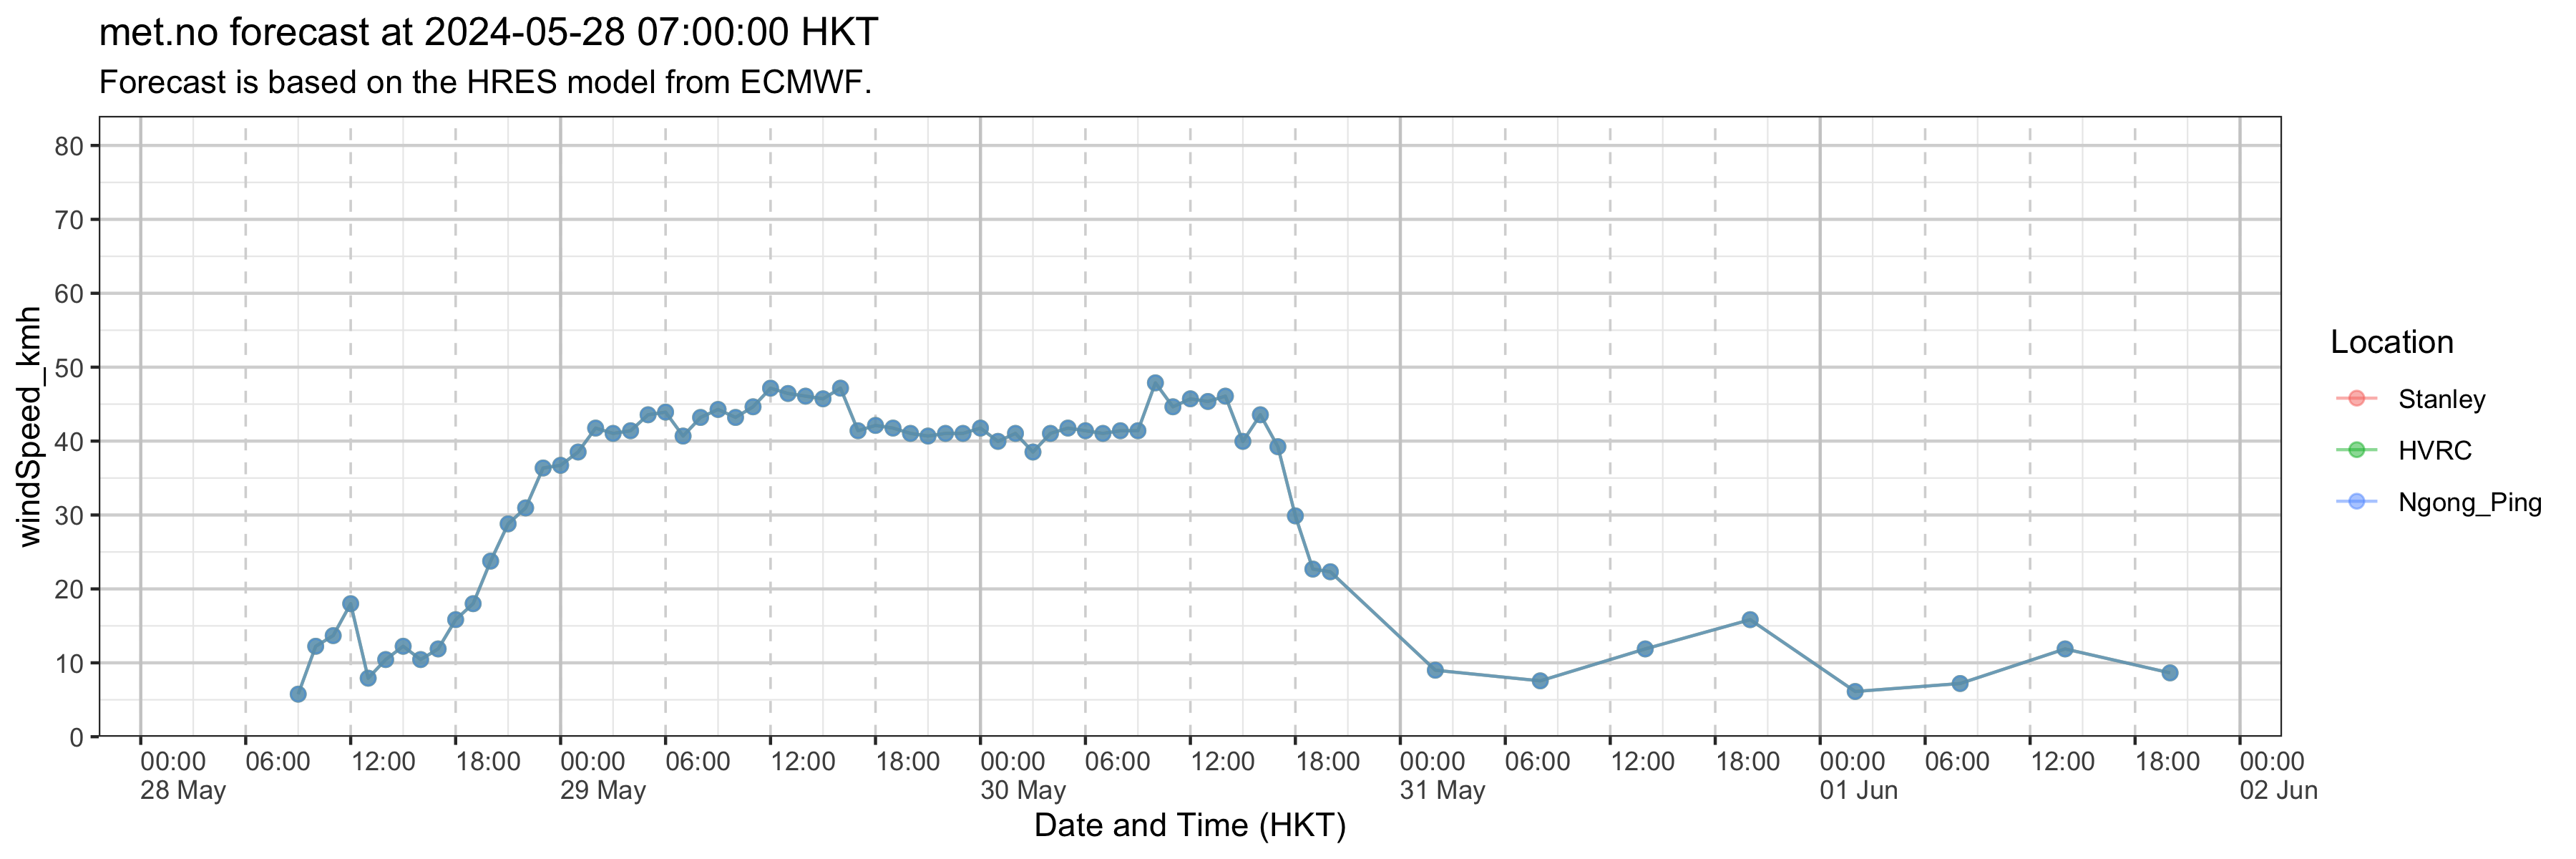 met.no forecast at 2024-05-28 07:00:00 HKT
Forecast is based on the HRES model from ECMWF.
windSpeed_kmh
80
70
60
50
40
30
20
10
0
00:00 06:00 12:00 18:00 00:00 06:00 12:00 18:00 00:00 06:00 12:00 18:00 00:00 06:00 12:00 18:00 00:00 06:00 12:00 18:00 00:00
28 May 29 May 30 May 31 May 01 Jun 02 Jun
Date and Time (HKT)
Location
Stanley
HVRC
Ngong_Ping